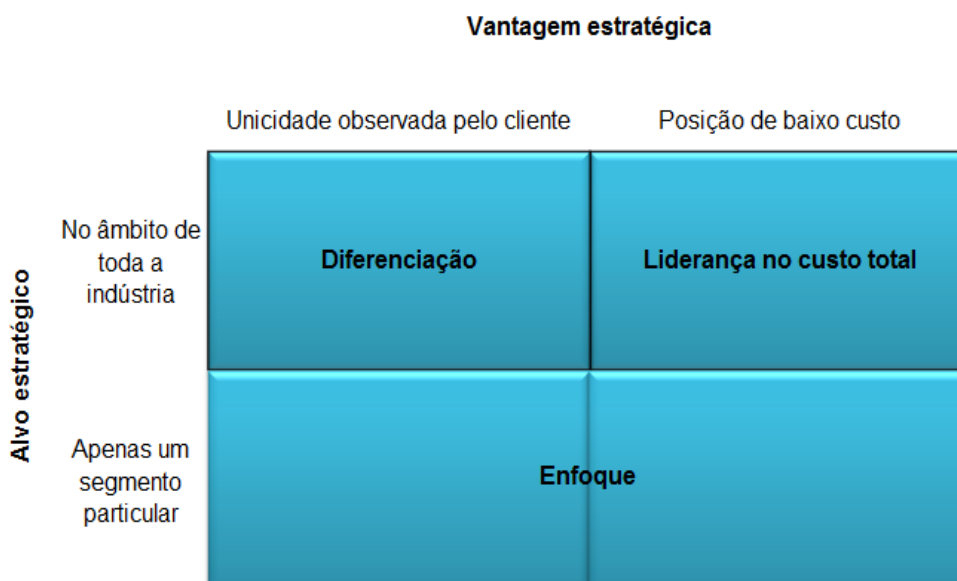 Vantagem estratégica
Unicidade observada pelo cliente
Posição de baixo custo
No âmbito de
toda a
indústria
Diferenciação
Liderança no custo total
Alvo estratégico
Apenas um
segmento
particular
Enfoque